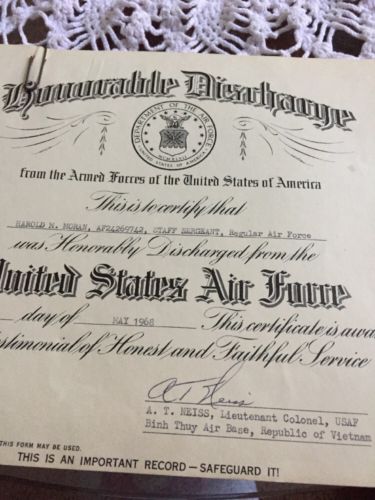 Honorable Discharge
DEPARTMENT OF THE AIR FORCE
UNITED STATES OF AMERICA
from the Armed Forces of the United States of America
This is to certify that
HAROLD N. MORAN, AF24269742, STAFF SERGEANT, Regular Air Force
was Honorably Discharged from the
United States Air Force
day of MAY 1968 This certificate is awa
estimonial of Honest and Faithful Service
A. T. NEISS, Lieutenant Colonel, USAF
Binh Thuy Air Base, Republic of Vietnam
THIS FORM MAY BE USED.
THIS IS AN IMPORTANT RECORD — SAFEGUARD IT!